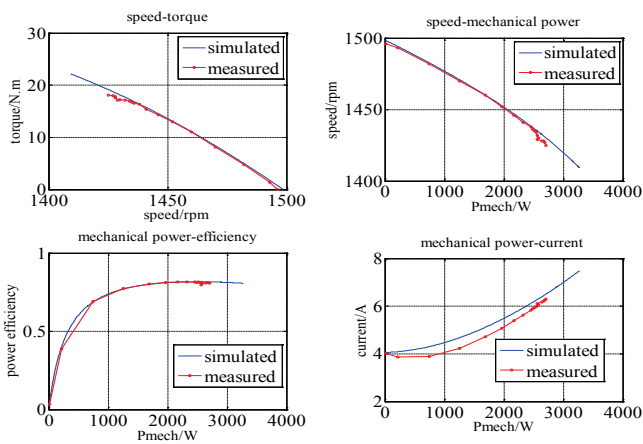 speed-torque
30
20
10
0
torque/N.m
simulated
measured
1400
1450
1500
speed/rpm
speed-mechanical power
1500
1450
1400
speed/rpm
simulated
measured
0
1000
2000
3000
4000
Pmech/W
mechanical power-efficiency
1
0.5
0
power efficiency
simulated
measured
0
1000
2000
3000
4000
Pmech/W
mechanical power-current
8
6
4
2
current/A
simulated
measured
0
1000
2000
3000
4000
Pmech/W